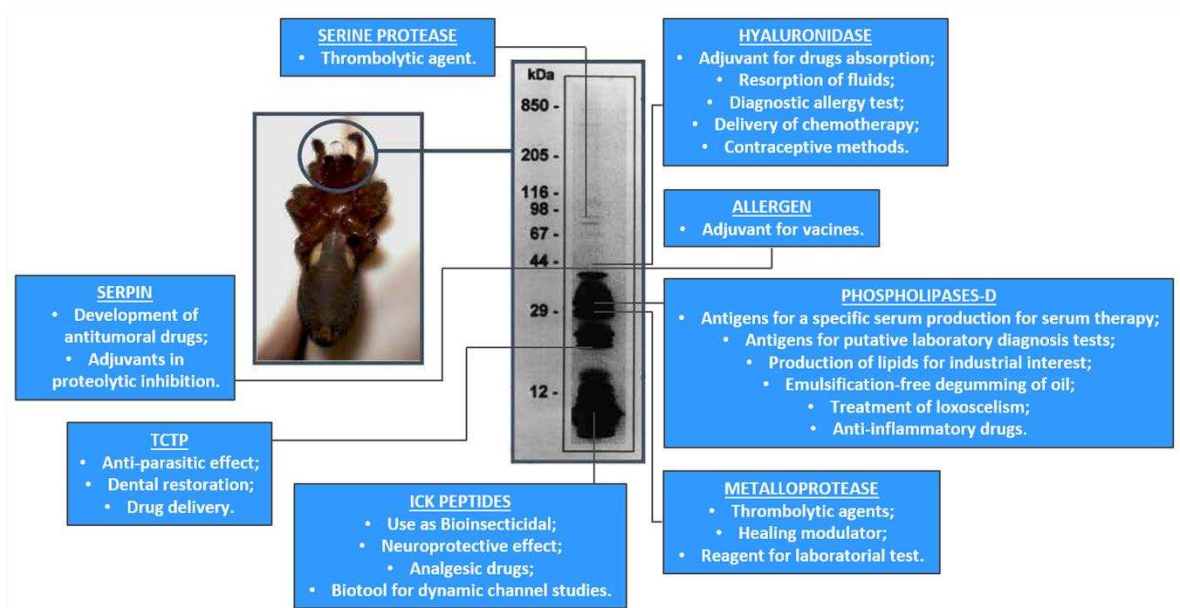 SERINE PROTEASE
• Thrombolytic agent.
HYALURONIDASE
• Adjuvant for drugs absorption;
• Resorption of fluids;
• Diagnostic allergy test;
• Delivery of chemotherapy;
• Contraceptive methods.
kDa
850 -
205 -
116 -
98 -
67 -
44 -
29 -
12 -
ALLERGEN
• Adjuvant for vacines.
SERPIN
• Development of
antitumoral drugs;
• Adjuvants in
proteolytic inhibition.
PHOSPHOLIPASES-D
• Antigens for a specific serum production for serum therapy;
• Antigens for putative laboratory diagnosis tests;
• Production of lipids for industrial interest;
• Emulsification-free degumming of oil;
• Treatment of loxoscelism;
• Anti-inflammatory drugs.
TCTP
• Anti-parasitic effect;
• Dental restoration;
• Drug delivery.
ICK PEPTIDES
• Use as Bioinsecticidal;
• Neuroprotective effect;
• Analgesic drugs;
• Biotool for dynamic channel studies.
METALLOPROTEASE
• Thrombolytic agents;
• Healing modulator;
• Reagent for laboratorial test.